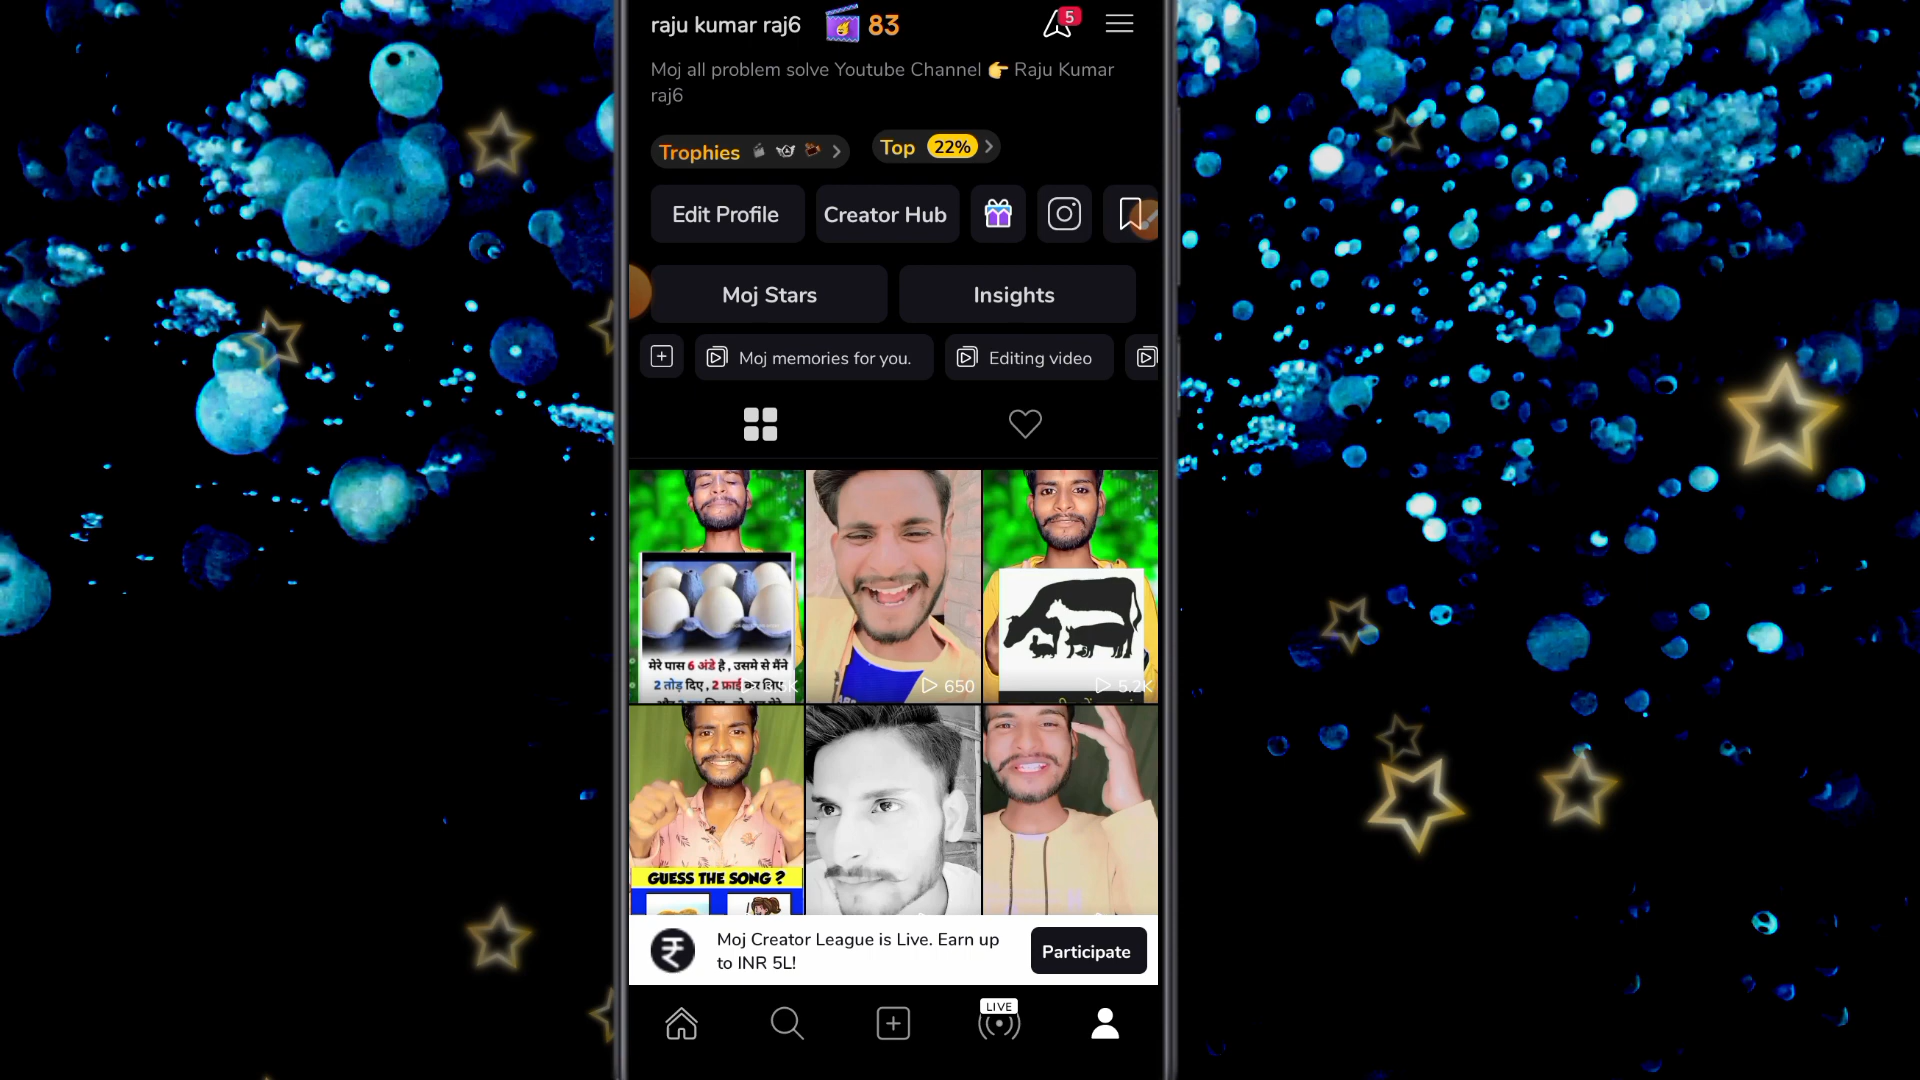 raju kumar raj6 83 5
Moj all problem solve Youtube Channel 👉 Raju Kumar
raj6
Trophies Top 22%
Edit Profile Creator Hub
Moj Stars Insights
Moj memories for you. Editing video
मेरे पास 6 अंडे है , उसमे से मैंने
2 तोड़ दिए , 2 फ्राई कर लिए
650
5.2K
GUESS THE SONG ?
Moj Creator League is Live. Earn up
to INR 5L!
Participate
LIVE